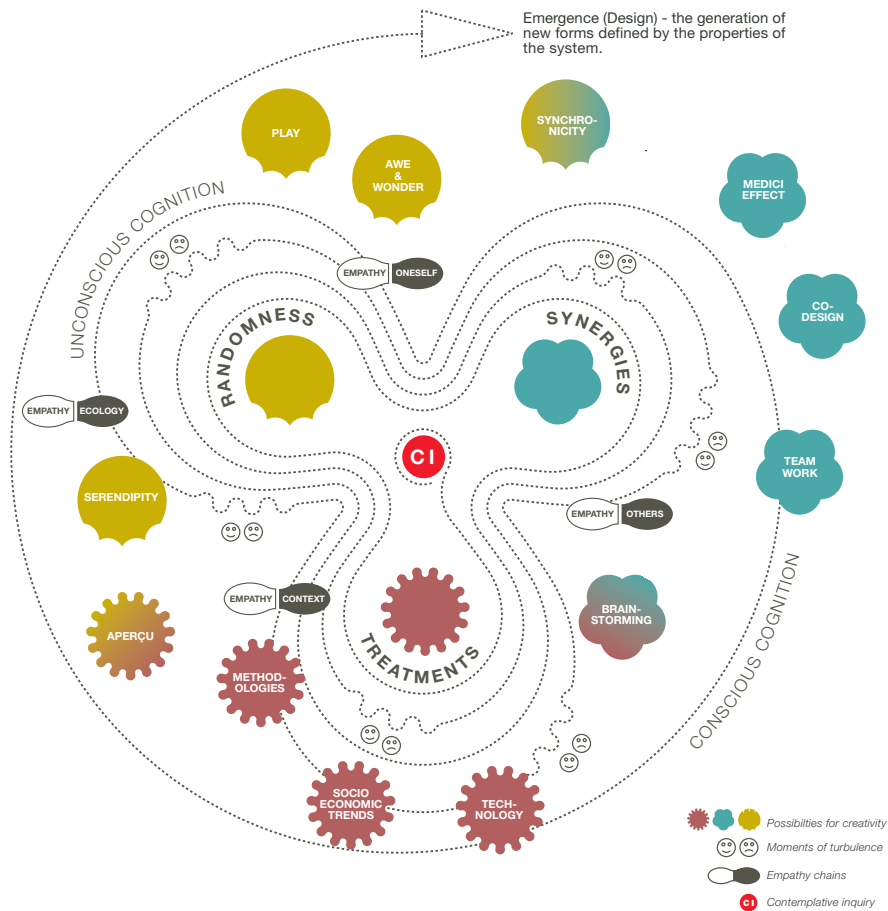 Emergence (Design) - the generation of
new forms defined by the properties of
the system.
PLAY
AWE
&
WONDER
SYNCHRO-
NICITY
MEDICI
EFFECT
UNCONSCIOUS COGNITION
EMPATHY ONESELF
CO-
DESIGN
RANDOMNESS
SYNERGIES
EMPATHY ECOLOGY
CI
TEAM
WORK
SERENDIPITY
EMPATHY OTHERS
EMPATHY CONTEXT
BRAIN-
STORMING
APERÇU
TREATMENTS
CONSCIOUS COGNITION
METHOD-
OLOGIES
SOCIO
ECONOMIC
TRENDS
TECH-
NOLOGY
Possibilties for creativity
Moments of turbulence
Empathy chains
CI Contemplative inquiry